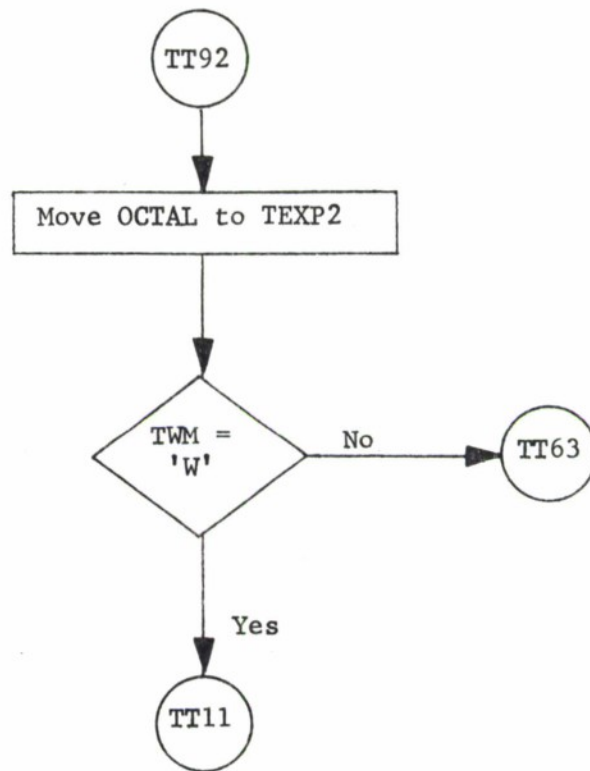 TT92
Move OCTAL to TEXP2
TWM =
'W'
No
TT63
Yes
TT11